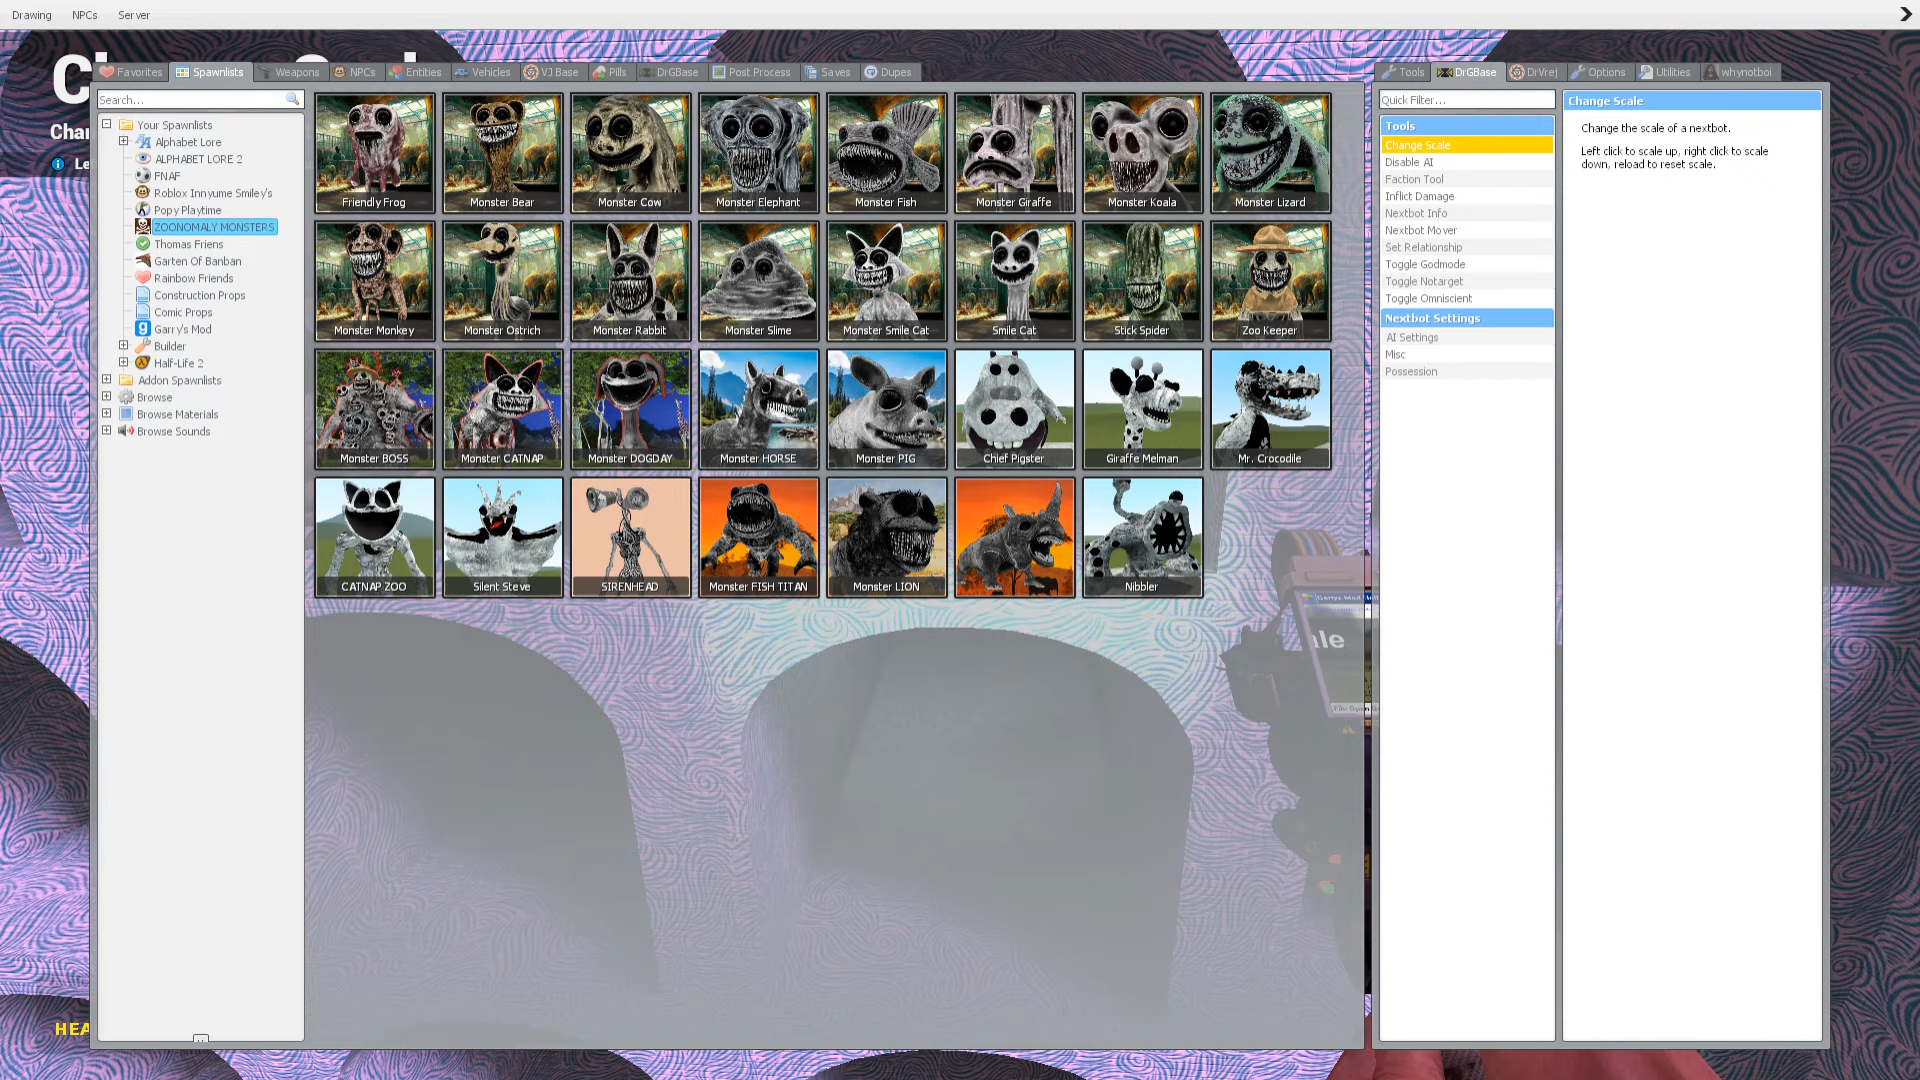 Drawing NPCs Server
Favorites Spawnlists Weapons NPCs Entities Vehicles VJ Base Pills DrGBase Post Process Saves Dupes
Tools DrGBase DrVrej Options Utilities whynotboi
Search...
Your Spawnlists
Alphabet Lore
ALPHABET LORE 2
FNAF
Roblox Innyume Smiley's
Popy Playtime
ZOONOMALY MONSTERS
Thomas Friens
Garten Of Banban
Rainbow Friends
Construction Props
Comic Props
Garry's Mod
Builder
Half-Life 2
Addon Spawnlists
Browse
Browse Materials
Browse Sounds
Friendly Frog
Monster Bear
Monster Cow
Monster Elephant
Monster Fish
Monster Giraffe
Monster Koala
Monster Lizard
Monster Monkey
Monster Ostrich
Monster Rabbit
Monster Slime
Monster Smile Cat
Smile Cat
Stick Spider
Zoo Keeper
Monster BOSS
Monster CATNAP
Monster DOGDAY
Monster HORSE
Monster PIG
Chief Pigster
Giraffe Melman
Mr. Crocodile
CATNAP ZOO
Silent Steve
SIRENHEAD
Monster FISH TITAN
Monster LION
Nibbler
Quick Filter...
Tools
Change Scale
Disable AI
Faction Tool
Inflict Damage
Nextbot Info
Nextbot Mover
Set Relationship
Toggle Godmode
Toggle Notarget
Toggle Omniscient
Nextbot Settings
AI Settings
Misc
Possession
Change Scale
Change the scale of a nextbot.
Left click to scale up, right click to scale
down, reload to reset scale.
Cha
Le
ale
HEA